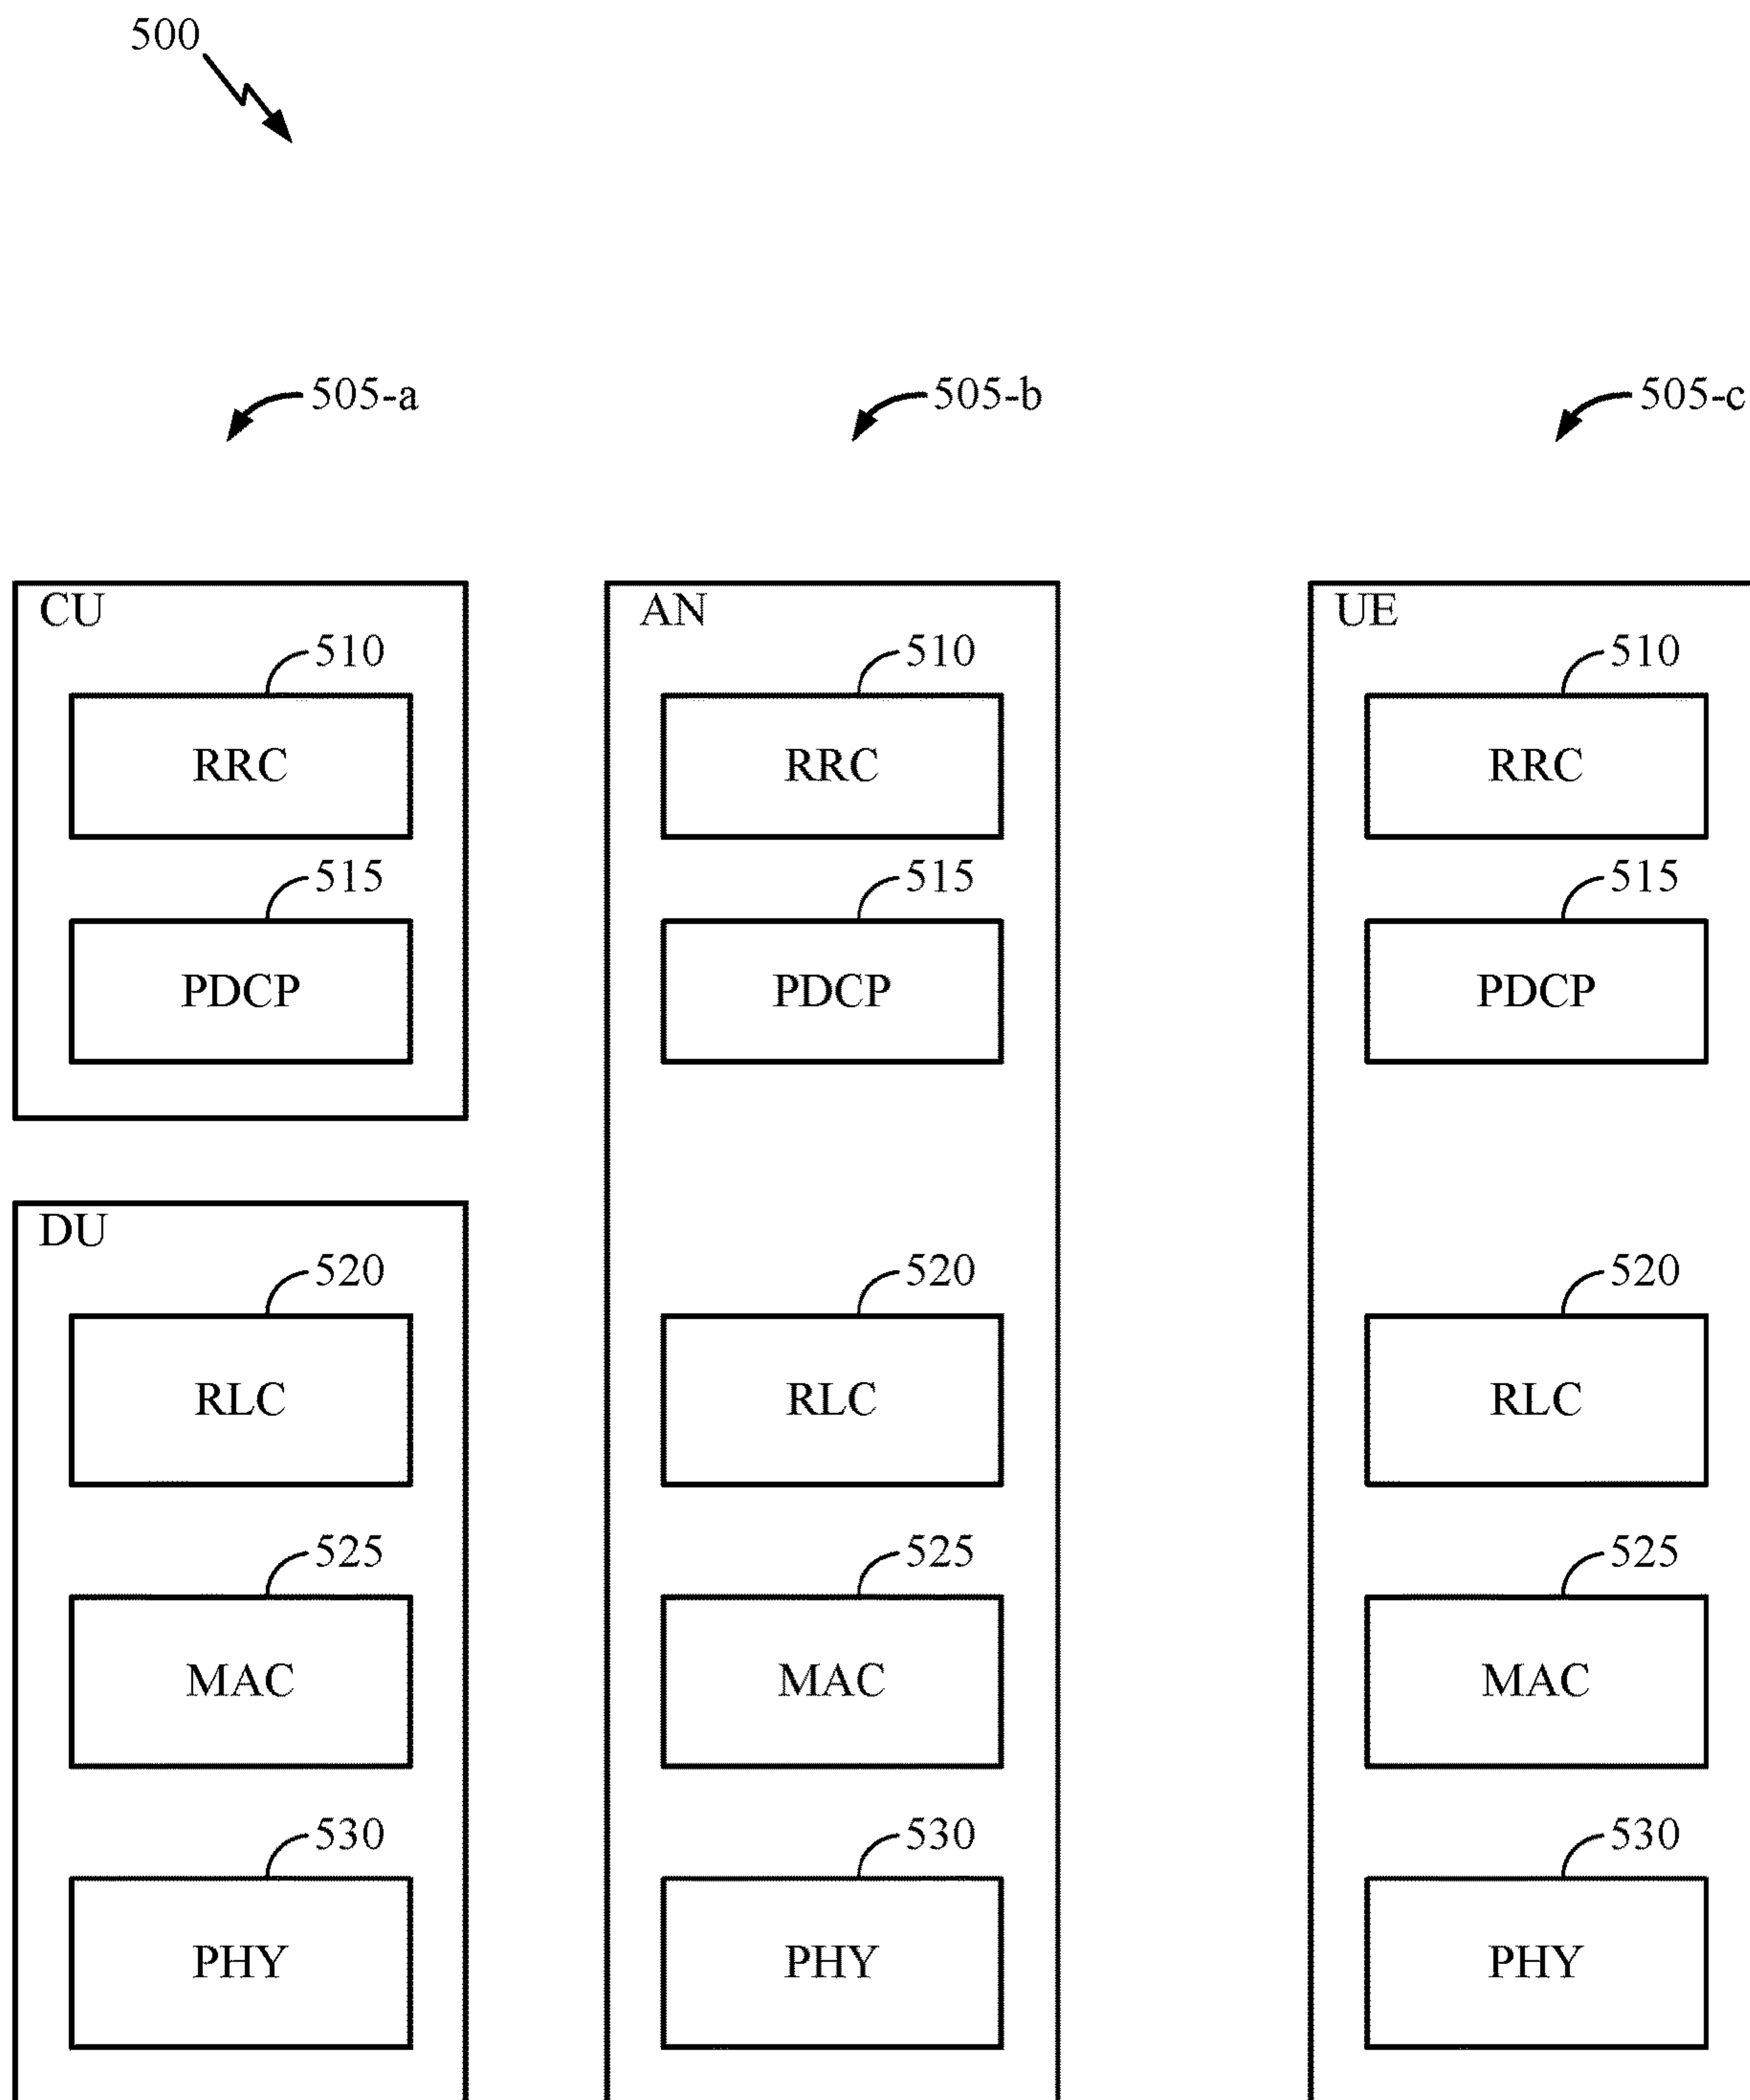 500
505-a 505-b 505-c
CU AN UE
510 510 510
RRC RRC RRC
515 515 515
PDCP PDCP PDCP
DU
520 520 520
RLC RLC RLC
525 525 525
MAC MAC MAC
530 530 530
PHY PHY PHY